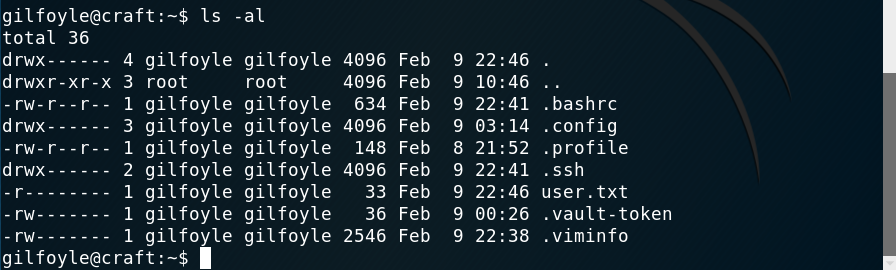 gilfoyle@craft:~$ ls -al
total 36
drwx------ 4 gilfoyle gilfoyle 4096 Feb  9 22:46 .
drwxr-xr-x 3 root     root     4096 Feb  9 10:46 ..
-rw-r--r-- 1 gilfoyle gilfoyle  634 Feb  9 22:41 .bashrc
drwx------ 3 gilfoyle gilfoyle 4096 Feb  9 03:14 .config
-rw-r--r-- 1 gilfoyle gilfoyle  148 Feb  8 21:52 .profile
drwx------ 2 gilfoyle gilfoyle 4096 Feb  9 22:41 .ssh
-r-------- 1 gilfoyle gilfoyle   33 Feb  9 22:46 user.txt
-rw------- 1 gilfoyle gilfoyle   36 Feb  9 00:26 .vault-token
-rw------- 1 gilfoyle gilfoyle 2546 Feb  9 22:38 .viminfo
gilfoyle@craft:~$